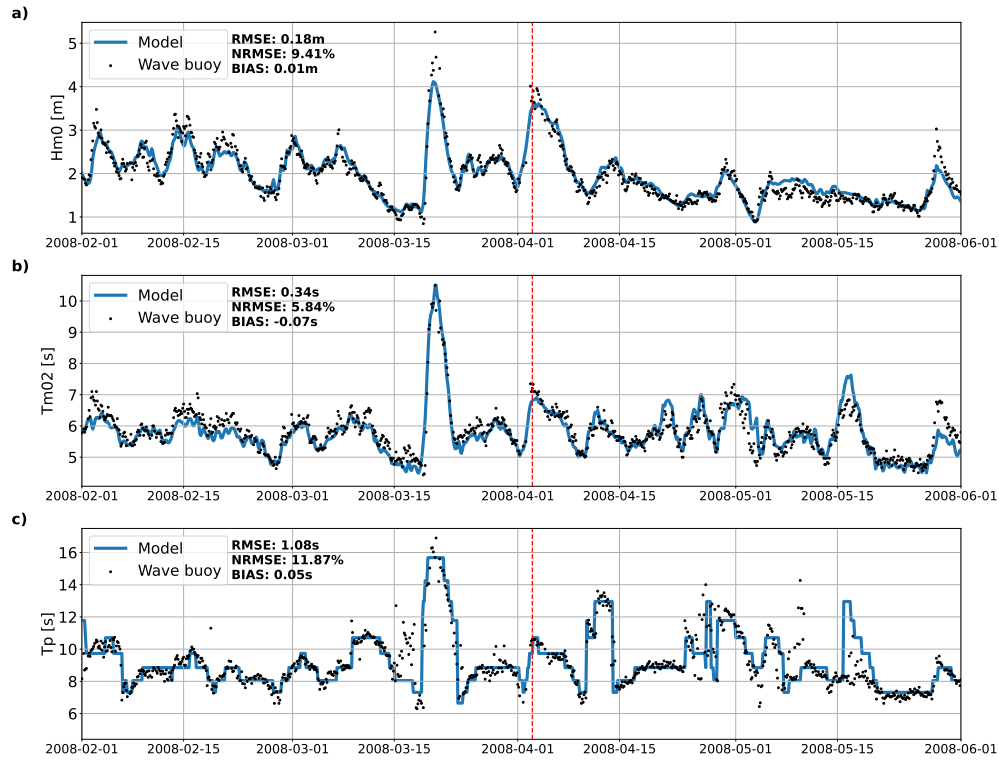 a)
Hm0 [m]
5
4
3
2
1
Model
Wave buoy
RMSE: 0.18m
NRMSE: 9.41%
BIAS: 0.01m
2008-02-01 2008-02-15 2008-03-01 2008-03-15 2008-04-01 2008-04-15 2008-05-01 2008-05-15 2008-06-01
b)
Tm02 [s]
10
9
8
7
6
5
Model
Wave buoy
RMSE: 0.34s
NRMSE: 5.84%
BIAS: -0.07s
2008-02-01 2008-02-15 2008-03-01 2008-03-15 2008-04-01 2008-04-15 2008-05-01 2008-05-15 2008-06-01
c)
Tp [s]
16
14
12
10
8
6
Model
Wave buoy
RMSE: 1.08s
NRMSE: 11.87%
BIAS: 0.05s
2008-02-01 2008-02-15 2008-03-01 2008-03-15 2008-04-01 2008-04-15 2008-05-01 2008-05-15 2008-06-01